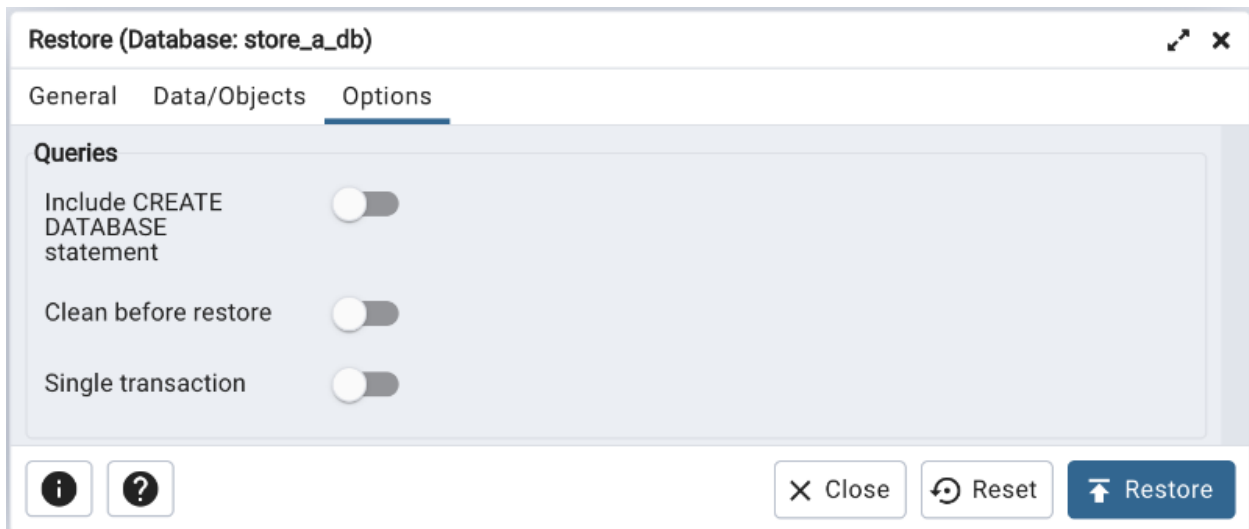 Restore (Database: store_a_db)
General Data/Objects Options
Queries
Include CREATE
DATABASE
statement
Clean before restore
Single transaction
Close Reset Restore